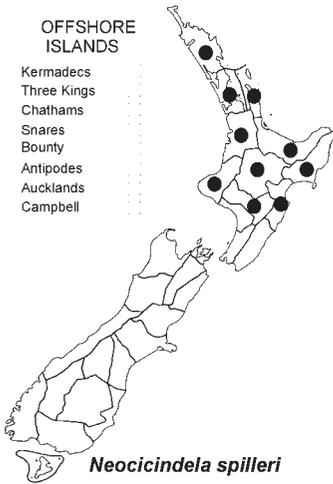 OFFSHORE
ISLANDS
Kermadecs
Three Kings
Chathams
Snares
Bounty
Antipodes
Aucklands
Campbell
Neocicindela spilleri